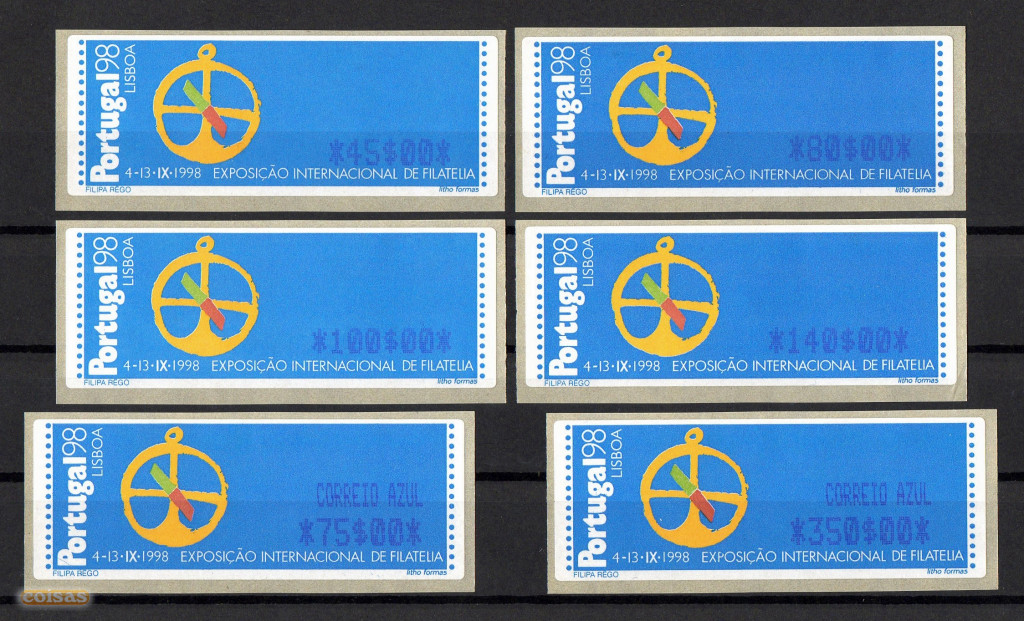 Portugal98
LISBOA
*45$00*
4-13·IX·1998 EXPOSIÇÃO INTERNACIONAL DE FILATELIA
FILIPA RÊGO
litho formas
Portugal98
LISBOA
*80$00*
4-13·IX·1998 EXPOSIÇÃO INTERNACIONAL DE FILATELIA
FILIPA RÊGO
litho formas
Portugal98
LISBOA
*100$00*
4-13·IX·1998 EXPOSIÇÃO INTERNACIONAL DE FILATELIA
FILIPA RÊGO
litho formas
Portugal98
LISBOA
*140$00*
4-13·IX·1998 EXPOSIÇÃO INTERNACIONAL DE FILATELIA
FILIPA RÊGO
litho formas
Portugal98
LISBOA
CORREIO AZUL
*75$00*
4-13·IX·1998 EXPOSIÇÃO INTERNACIONAL DE FILATELIA
FILIPA RÊGO
litho formas
Portugal98
LISBOA
CORREIO AZUL
*350$00*
4-13·IX·1998 EXPOSIÇÃO INTERNACIONAL DE FILATELIA
FILIPA RÊGO
litho formas
coisas